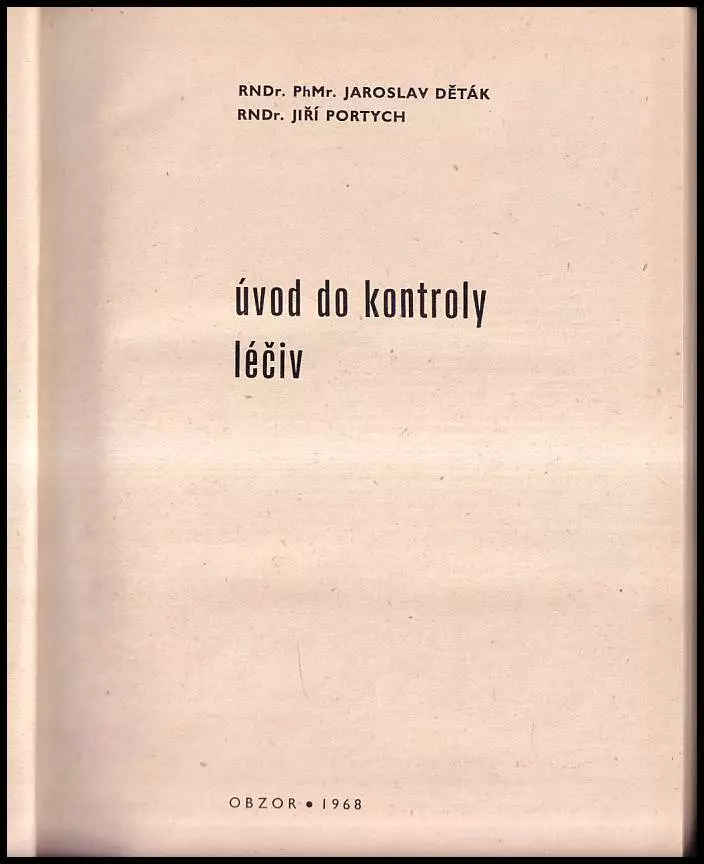 RNDr. PhMr. JAROSLAV DĚTÁK
RNDr. JIŘÍ PORTYCH
úvod do kontroly
léčiv
OBZOR • 1968